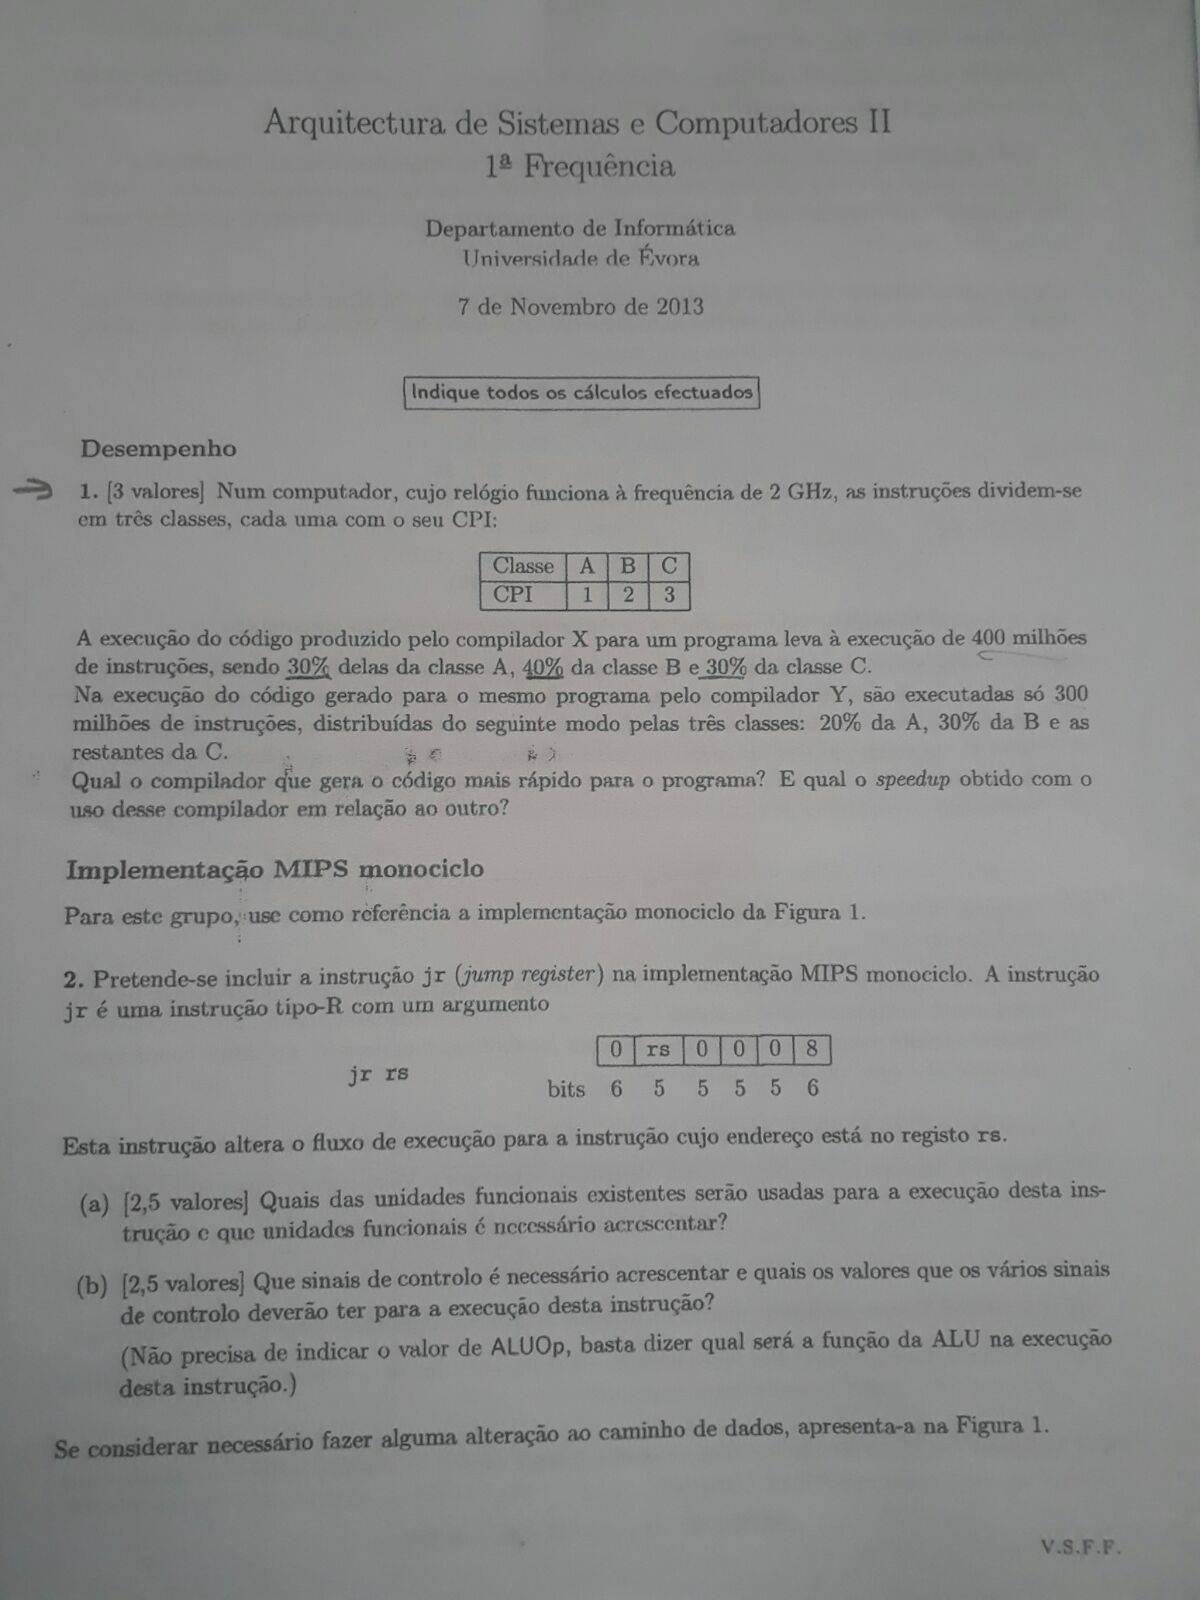 Arquitectura de Sistemas e Computadores II
1ª Frequência
Departamento de Informática
Universidade de Évora
7 de Novembro de 2013
Indique todos os cálculos efectuados
Desempenho
1. [3 valores] Num computador, cujo relógio funciona à frequência de 2 GHz, as instruções dividem-se
em três classes, cada uma com o seu CPI:
Classe A B C
CPI 1 2 3
A execução do código produzido pelo compilador X para um programa leva à execução de 400 milhões
de instruções, sendo 30% delas da classe A, 40% da classe B e 30% da classe C.
Na execução do código gerado para o mesmo programa pelo compilador Y, são executadas só 300
milhões de instruções, distribuídas do seguinte modo pelas três classes: 20% da A, 30% da B e as
restantes da C.
Qual o compilador que gera o código mais rápido para o programa? E qual o speedup obtido com o
uso desse compilador em relação ao outro?
Implementação MIPS monociclo
Para este grupo, use como referência a implementação monociclo da Figura 1.
2. Pretende-se incluir a instrução jr (jump register) na implementação MIPS monociclo. A instrução
jr é uma instrução tipo-R com um argumento
0 rs 0 0 0 8
jr rs
bits 6 5 5 5 5 6
Esta instrução altera o fluxo de execução para a instrução cujo endereço está no registo rs.
(a) [2,5 valores] Quais das unidades funcionais existentes serão usadas para a execução desta ins-
trução e que unidades funcionais é necessário acrescentar?
(b) [2,5 valores] Que sinais de controlo é necessário acrescentar e quais os valores que os vários sinais
de controlo deverão ter para a execução desta instrução?
(Não precisa de indicar o valor de ALUOp, basta dizer qual será a função da ALU na execução
desta instrução.)
Se considerar necessário fazer alguma alteração ao caminho de dados, apresenta-a na Figura 1.
V.S.F.F.